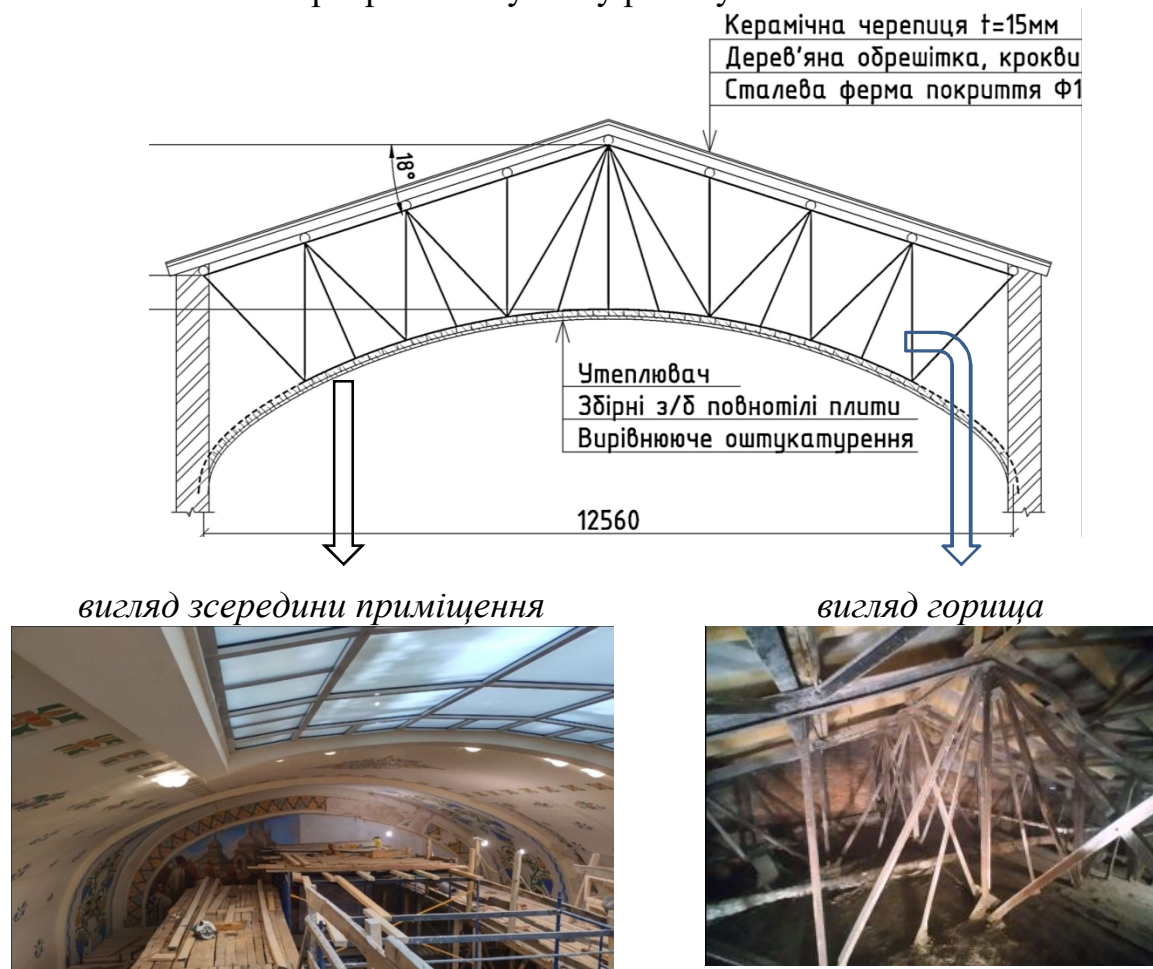 Керамічна черепиця t=15мм
Дерев'яна обрешітка, крокви
Сталева ферма покриття Ф1
18°
Утеплювач
Збірні з/б повнотілі плити
Вирівнююче оштукатурення
12560
вигляд зсередини приміщення
вигляд горища